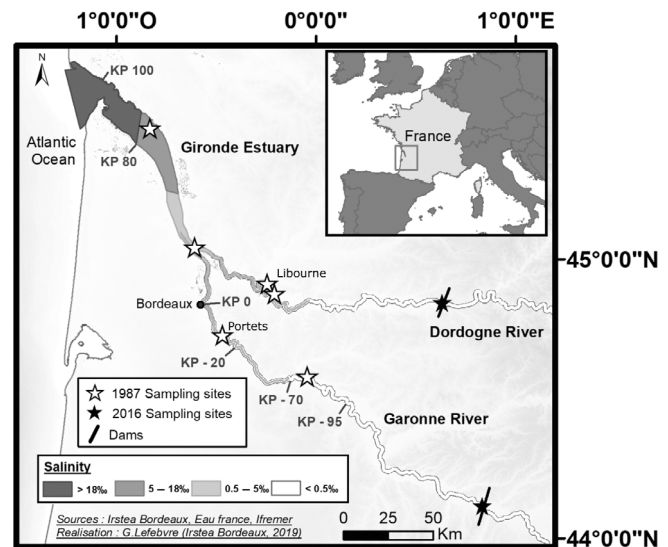 1°0'0"
0°0'0"
1°0'0"E
N
KP 100
Atlantic
Ocean
KP 80
Gironde Estuary
France
45°0'0"N
Libourne
Bordeaux
KP 0
Dordogne River
Portets
KP - 20
KP - 70
KP - 95
Garonne River
1987 Sampling sites
2016 Sampling sites
Dams
Salinity
> 18‰
5 — 18‰
0.5 — 5‰
< 0.5‰
Sources : Irstea Bordeaux, Eau france, Ifremer
Realisation : G.Lefebvre (Irstea Bordeaux, 2019)
0 25 50
Km
44°0'0"N